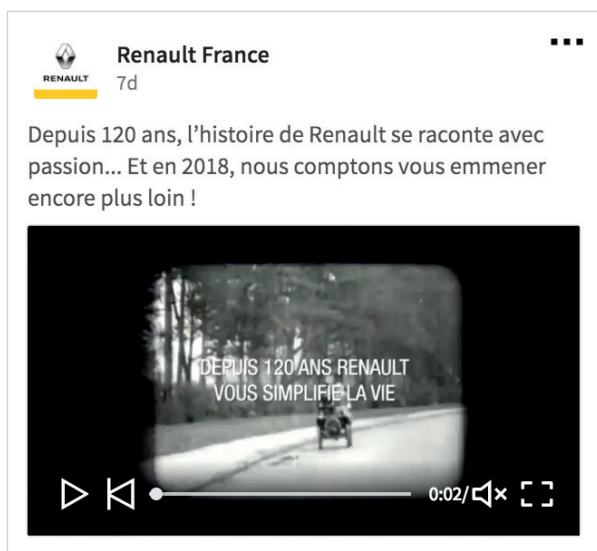 RENAULT
Renault France
7d
Depuis 120 ans, l’histoire de Renault se raconte avec
passion... Et en 2018, nous comptons vous emmener
encore plus loin !
DEPUIS 120 ANS RENAULT
VOUS SIMPLIFIE LA VIE
0:02/